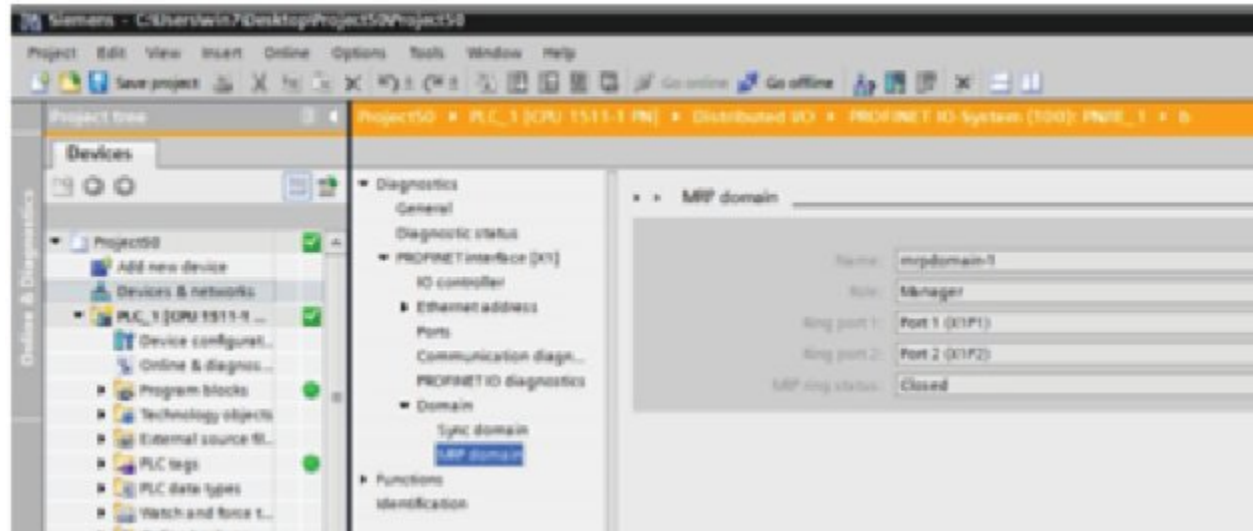 Siemens - C:\Users\win7\Desktop\Project50\Project50
Project Edit View Insert Online Options Tools Window Help
Save project Go online Go offline
Project tree
Project50 PLC_1 [CPU 1511-1 PN] Distributed I/O PROFINET IO-System (100): PN/IE_1
Devices
Online & Diagnostics
Project50
Add new device
Devices & networks
PLC_1 [CPU 1511-1 ...
Device configurat...
Online & diagnos...
Program blocks
Technology objects
External source fil...
PLC tags
PLC data types
Watch and force t...
Diagnostics
General
Diagnostic status
PROFINET interface [X1]
IO controller
Ethernet address
Ports
Communication diagn...
PROFINET IO diagnostics
Domain
Sync domain
MRP domain
Functions
Identification
MRP domain
Name: mrpdomain-1
Role: Manager
Ring port 1: Port 1 (X1P1)
Ring port 2: Port 2 (X1P2)
MRP ring status: Closed